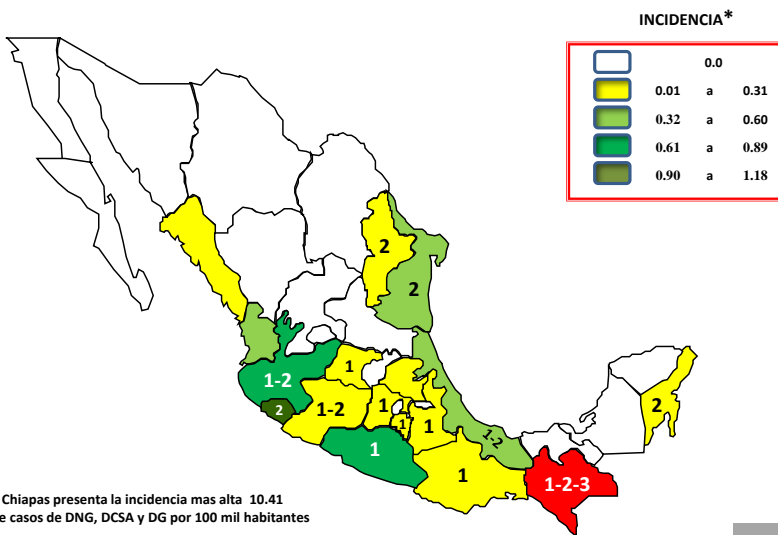 INCIDENCIA*
0.0
0.01 a 0.31
0.32 a 0.60
0.61 a 0.89
0.90 a 1.18
2
2
1-2
1
2
2
1-2
1
1
1
1-2
1
1
1-2-3
Chiapas presenta la incidencia mas alta 10.41
e casos de DNG, DCSA y DG por 100 mil habitantes